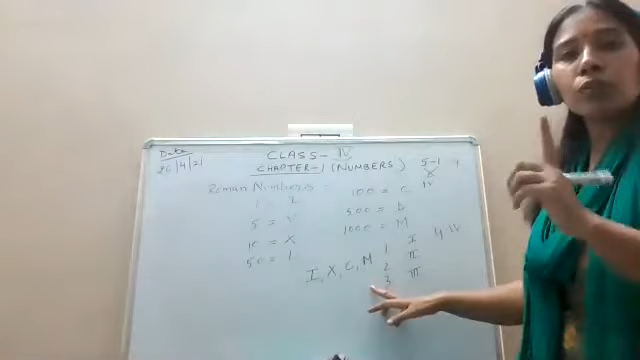 Date
26/4/21
CLASS- IV
CHAPTER-1 (NUMBERS)
Roman Numbers =
1 = I
5 = V
10 = X
50 = L
100 = C
500 = D
1000 = M
I, X, C, M
1 I
2 II
3 III
5-1
X
IV
4 IV